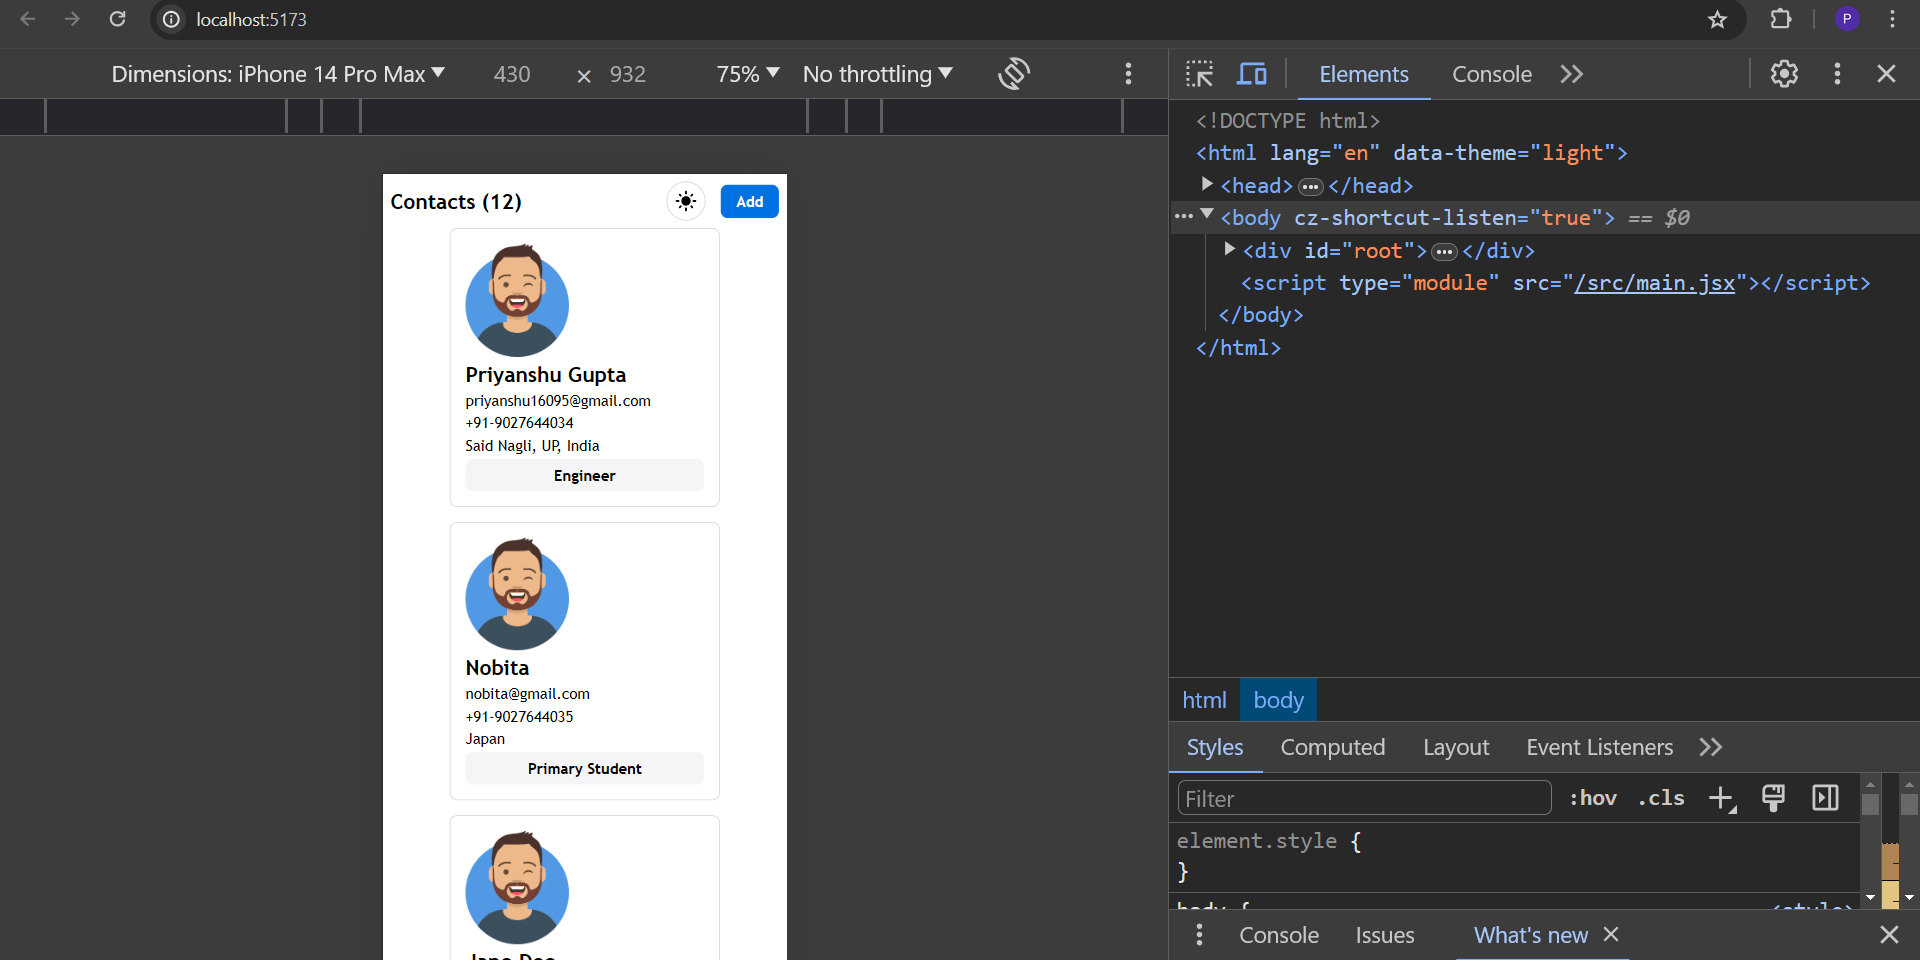 localhost:5173
P
Dimensions: iPhone 14 Pro Max 430 × 932 75% No throttling
Elements Console
Contacts (12)
Add
Priyanshu Gupta
priyanshu16095@gmail.com
+91-9027644034
Said Nagli, UP, India
Engineer
Nobita
nobita@gmail.com
+91-9027644035
Japan
Primary Student
<!DOCTYPE html>
<html lang="en" data-theme="light">
<head>…</head>
<body cz-shortcut-listen="true"> == $0
<div id="root">…</div>
<script type="module" src="/src/main.jsx"></script>
</body>
</html>
html body
Styles Computed Layout Event Listeners
Filter :hov .cls
element.style {
}
body {
<style>
Console Issues What's new